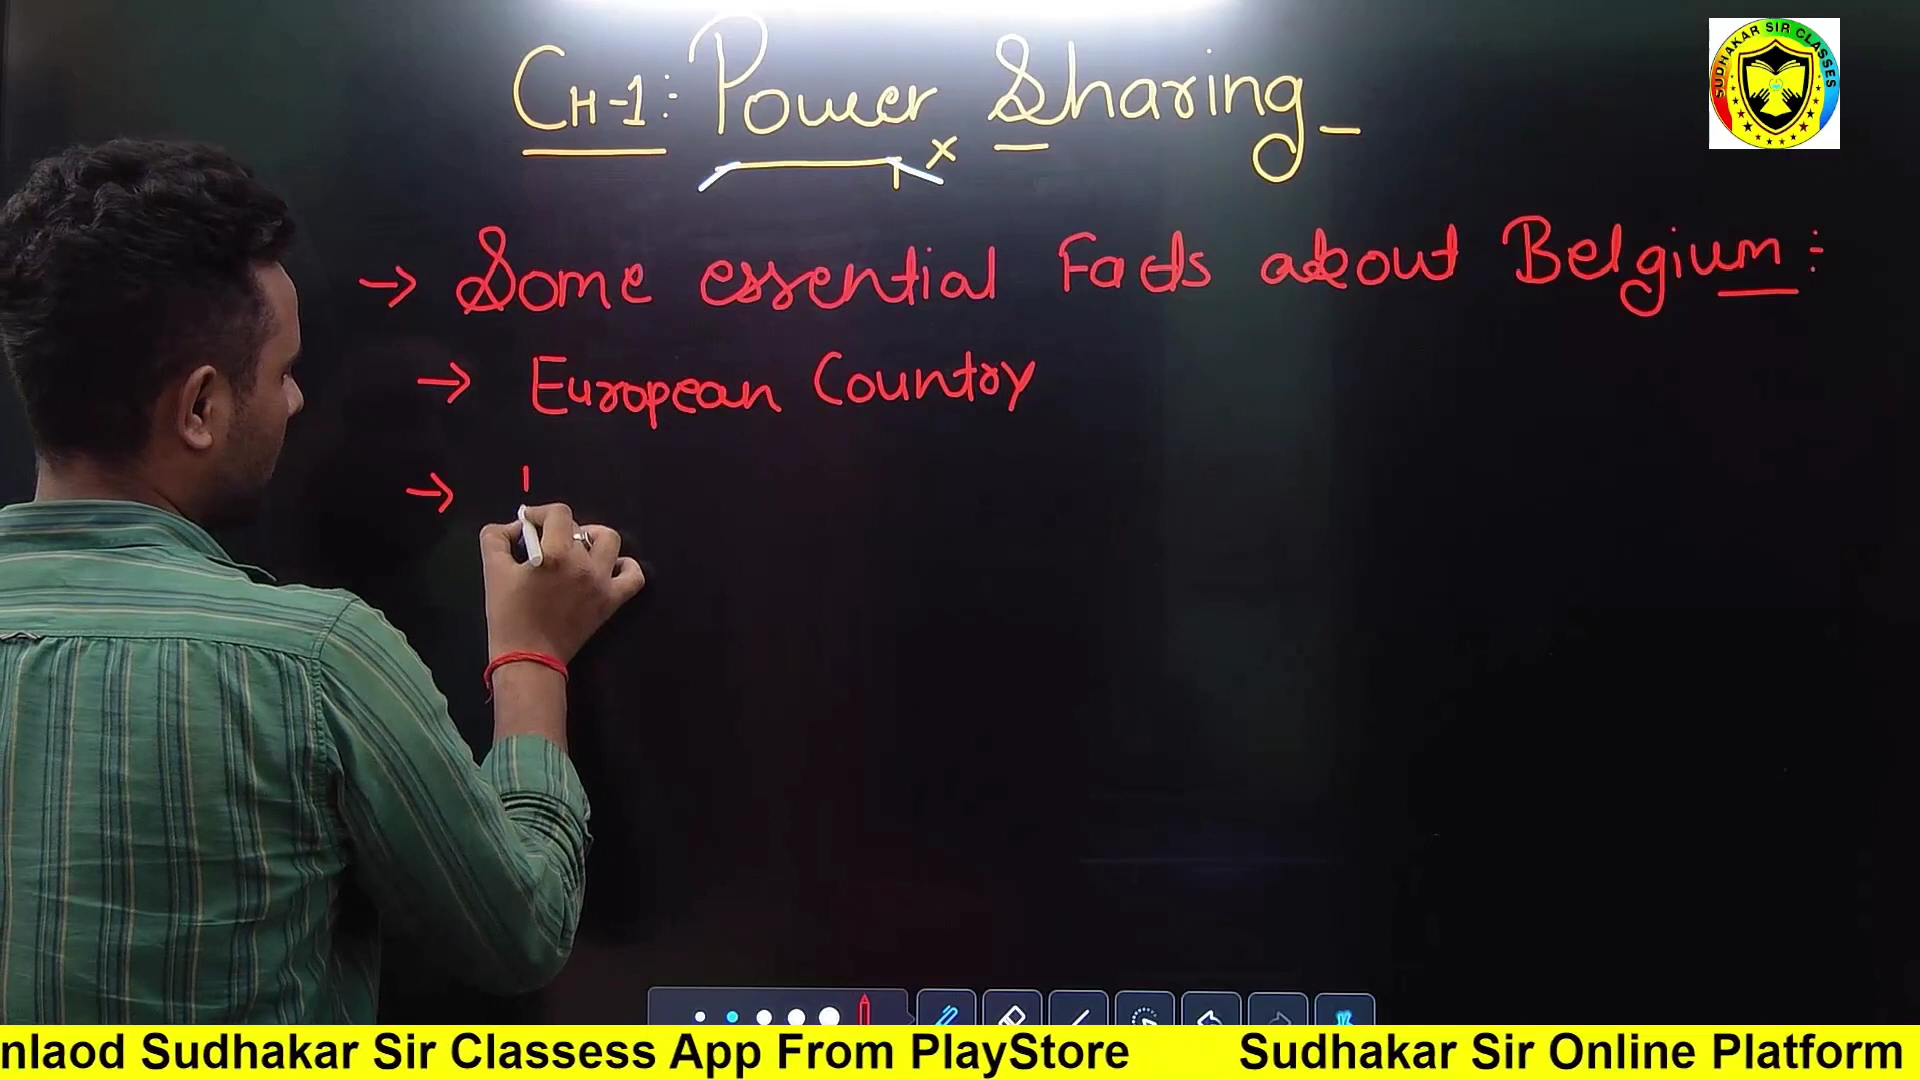 CH-1: Power Sharing_
SUDHAKAR SIR CLASSES
→ Some essential Facts about Belgium:
→ European Country
→
nlaod Sudhakar Sir Classess App From PlayStore Sudhakar Sir Online Platform